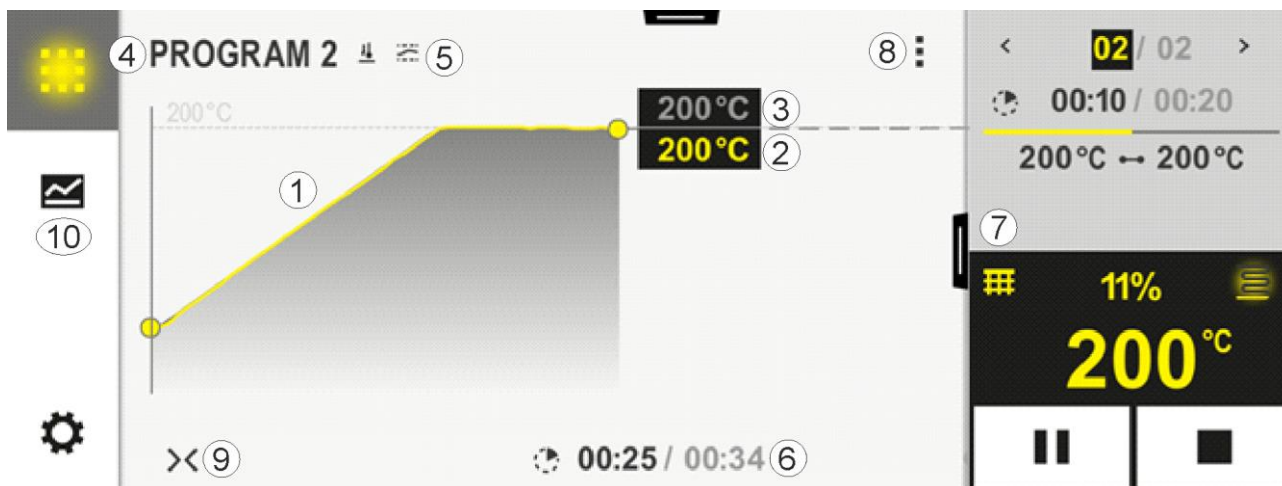 ④ PROGRAM 2 ⑤
⑧
200°C
200°C ③
200°C ②
①
⑩
⑨
00:25 / 00:34 ⑥
< 02 / 02 >
00:10 / 00:20
200°C ↔ 200°C
⑦
11%
200°C